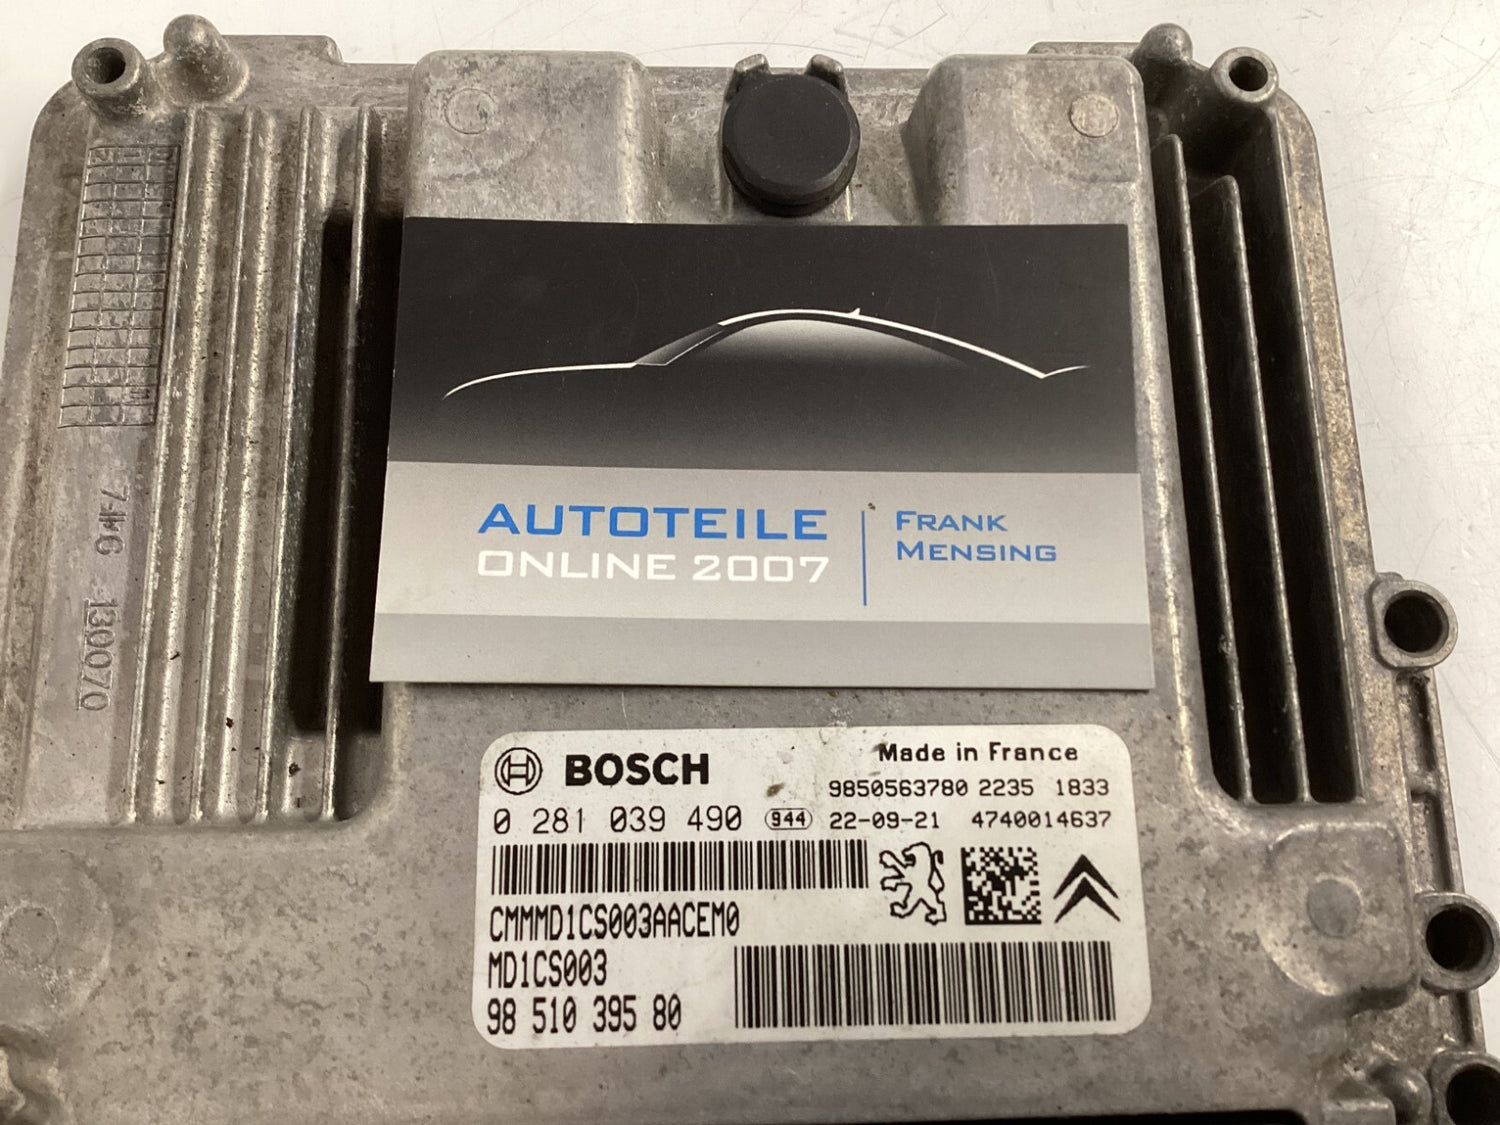 AUTOTEILE
ONLINE 2007
FRANK
MENSING
BOSCH
Made in France
9850563780 2235 1833
0 281 039 490 944 22-09-21 4740014637
CMMMD1CS003AACEM0
MD1CS003
98 510 395 80
130070